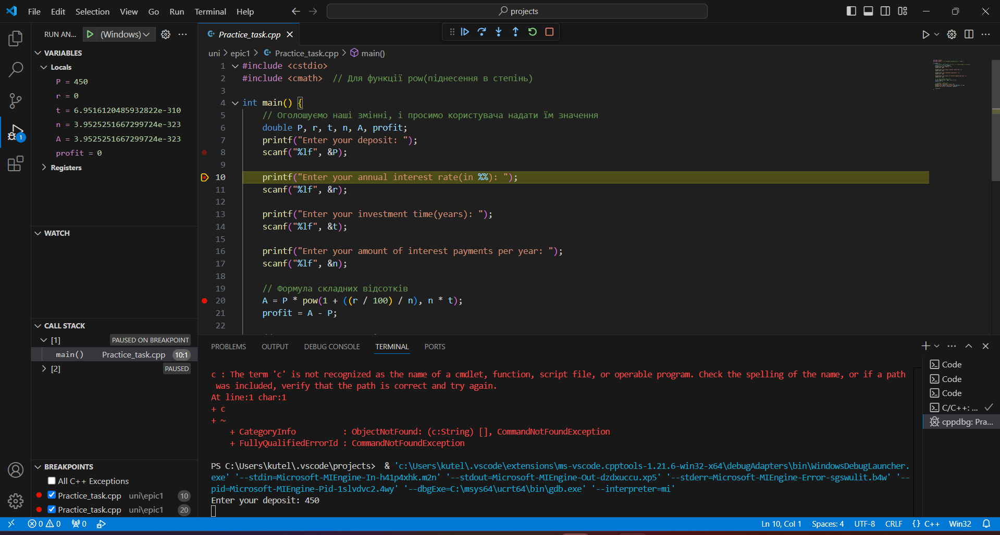 File Edit Selection View Go Run Terminal Help projects
RUN AN... (Windows)
VARIABLES
Locals
P = 450
r = 0
t = 6.9516120485932822e-310
n = 3.9525251667299724e-323
A = 3.9525251667299724e-323
profit = 0
Registers
WATCH
CALL STACK
[1] PAUSED ON BREAKPOINT
main() Practice_task.cpp 10:1
[2] PAUSED
BREAKPOINTS
All C++ Exceptions
Practice_task.cpp uni\epic1 10
Practice_task.cpp uni\epic1 20
1
Practice_task.cpp
uni > epic1 > Practice_task.cpp > main()
1 #include <cstdio>
2 #include <cmath>  // Для функції pow(піднесення в степінь)
3
4 int main() {
5 // Оголошуємо наші змінні, і просимо користувача надати їм значення
6 double P, r, t, n, A, profit;
7 printf("Enter your deposit: ");
8 scanf("%lf", &P);
9
10 printf("Enter your annual interest rate(in %%): ");
11 scanf("%lf", &r);
12
13 printf("Enter your investment time(years): ");
14 scanf("%lf", &t);
15
16 printf("Enter your amount of interest payments per year: ");
17 scanf("%lf", &n);
18
19 // Формула складних відсотків
20 A = P * pow(1 + ((r / 100) / n), n * t);
21 profit = A - P;
22
PROBLEMS OUTPUT DEBUG CONSOLE TERMINAL PORTS
c : The term 'c' is not recognized as the name of a cmdlet, function, script file, or operable program. Check the spelling of the name, or if a path
was included, verify that the path is correct and try again.
At line:1 char:1
+ c
+ ~
+ CategoryInfo          : ObjectNotFound: (c:String) [], CommandNotFoundException
+ FullyQualifiedErrorId : CommandNotFoundException
PS C:\Users\kutel\.vscode\projects>  & 'c:\Users\kutel\.vscode\extensions\ms-vscode.cpptools-1.21.6-win32-x64\debugAdapters\bin\WindowsDebugLauncher.
exe' '--stdin=Microsoft-MIEngine-In-h41p4xhk.m2n' '--stdout=Microsoft-MIEngine-Out-dzdxuccu.xp5' '--stderr=Microsoft-MIEngine-Error-sgswulit.b4w' '--
pid=Microsoft-MIEngine-Pid-1slvdvc2.4wy' '--dbgExe=C:\msys64\ucrt64\bin\gdb.exe' '--interpreter=mi'
Enter your deposit: 450
Code
Code
Code
C/C++: ...
cppdbg: Pra...
0 0 0 Ln 10, Col 1 Spaces: 4 UTF-8 CRLF {} C++ Win32